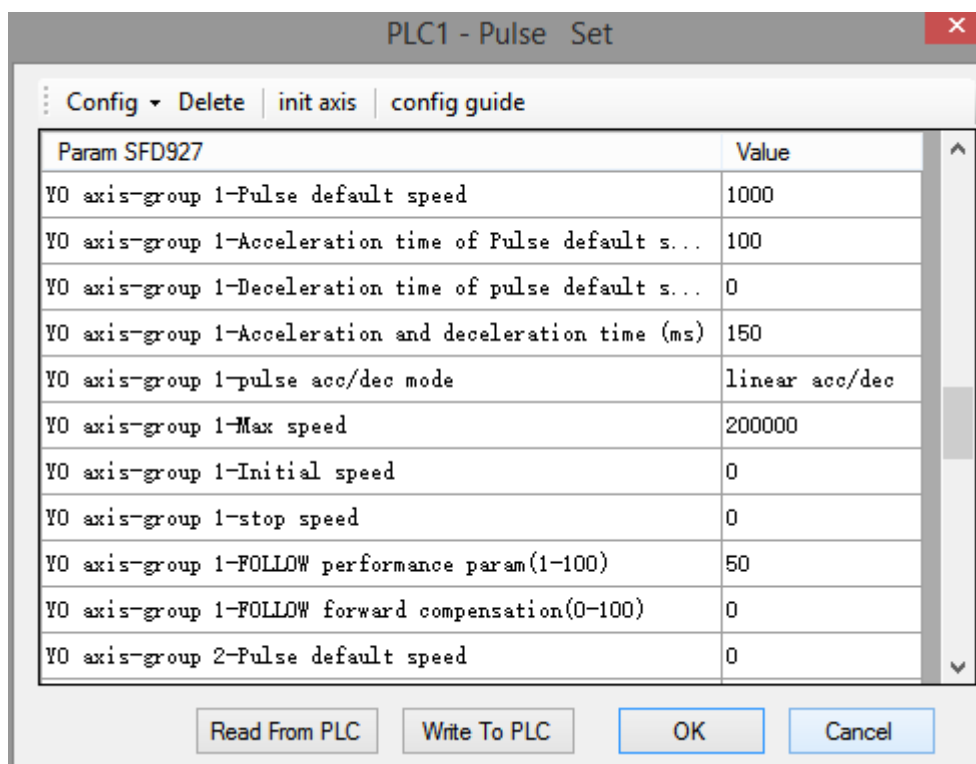 PLC1 - Pulse Set
Config Delete init axis config guide
Param SFD927 Value
Y0 axis-group 1-Pulse default speed 1000
Y0 axis-group 1-Acceleration time of Pulse default s... 100
Y0 axis-group 1-Deceleration time of pulse default s... 0
Y0 axis-group 1-Acceleration and deceleration time (ms) 150
Y0 axis-group 1-pulse acc/dec mode linear acc/dec
Y0 axis-group 1-Max speed 200000
Y0 axis-group 1-Initial speed 0
Y0 axis-group 1-stop speed 0
Y0 axis-group 1-FOLLOW performance param(1-100) 50
Y0 axis-group 1-FOLLOW forward compensation(0-100) 0
Y0 axis-group 2-Pulse default speed 0
Read From PLC Write To PLC OK Cancel